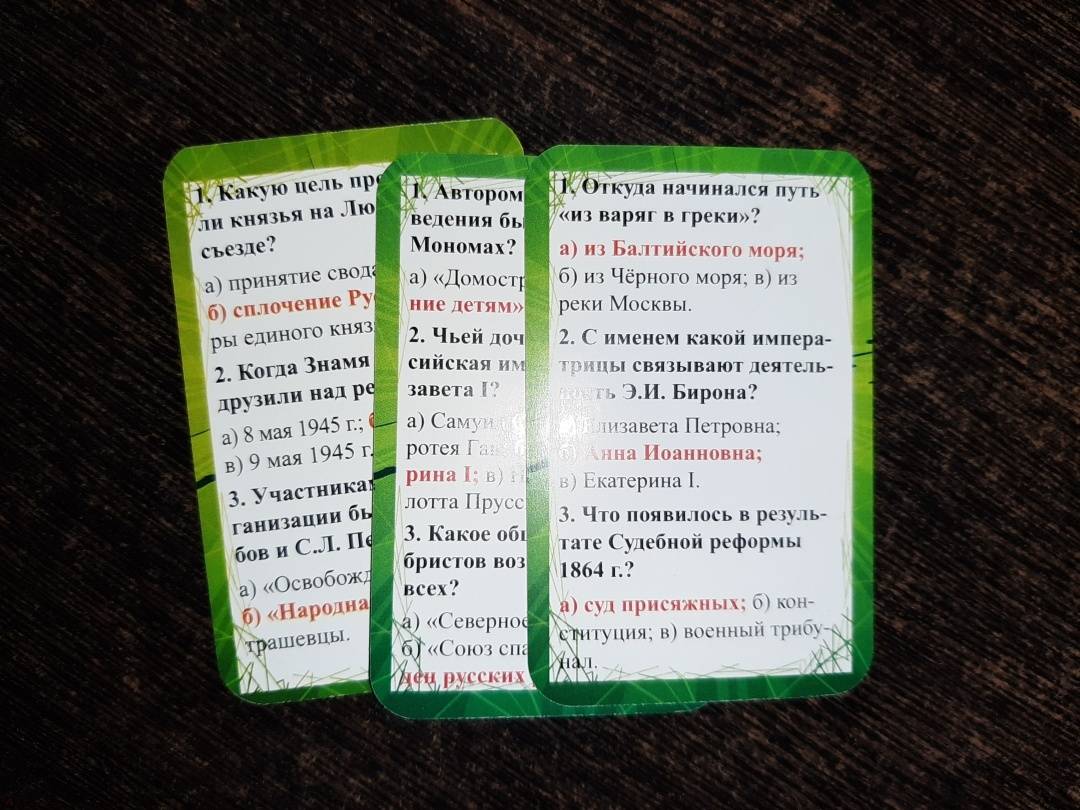 1. Какую цель пре
ли князья на Лю
съезде?
а) принятие свода
б) сплочение Ру
ры единого княз
2. Когда Знамя
друзили над ре
а) 8 мая 1945 г.;
в) 9 мая 1945 г.
3. Участника
ганизации бы
бов и С.Л. Пе
а) «Освобожд
б) «Народна
трашевцы.
1. Автором
ведения бы
Мономах?
а) «Домостр
ние детям»
2. Чьей доч
сийская им
завета I?
а) Самуи
ротея Га
рина I; в)
лотта Прусс
3. Какое общ
бристов воз
всех?
а) «Северное
б) «Союз спа
цен русских
1. Откуда начинался путь
«из варяг в греки»?
а) из Балтийского моря;
б) из Чёрного моря; в) из
реки Москвы.
2. С именем какой импера-
трицы связывают деятель-
ность Э.И. Бирона?
а) Елизавета Петровна;
б) Анна Иоанновна;
в) Екатерина I.
3. Что появилось в резуль-
тате Судебной реформы
1864 г.?
а) суд присяжных; б) кон-
ституция; в) военный трибу-
нал.